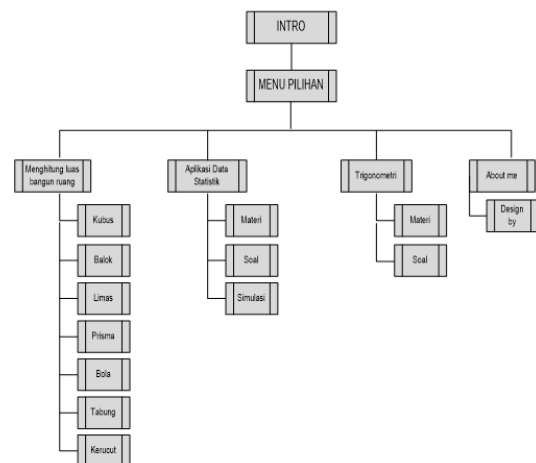 INTRO
MENU PILIHAN
Menghitung luas
bangun ruang
Kubus
Balok
Limas
Prisma
Bola
Tabung
Kerucut
Aplikasi Data
Statistik
Materi
Soal
Simulasi
Trigonometri
Materi
Soal
About me
Design
by